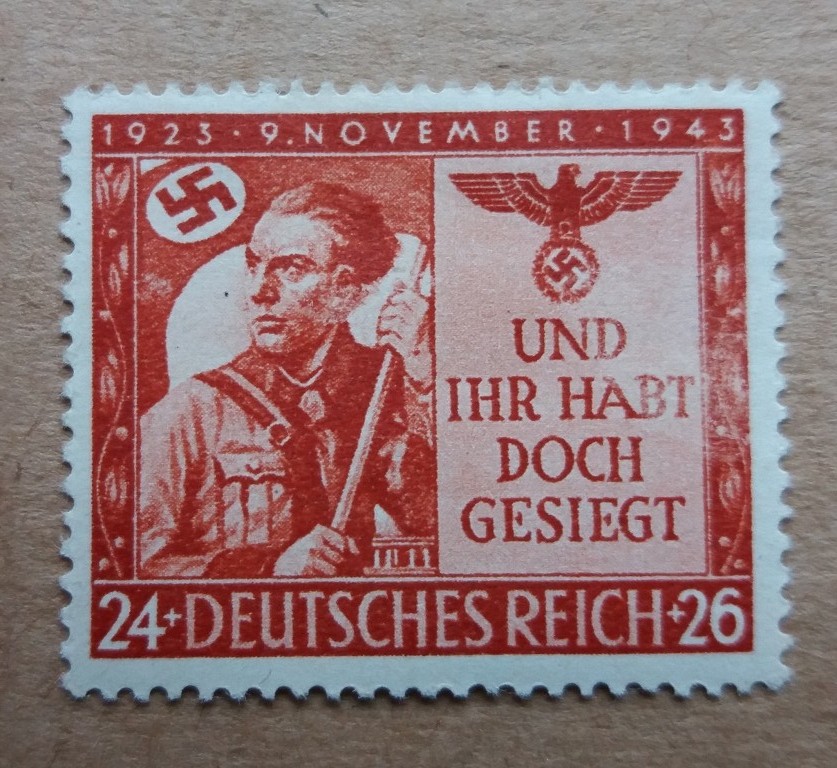 1923 · 9. NOVEMBER · 1943
UND
IHR HABT
DOCH
GESIEGT
24+ DEUTSCHES REICH +26